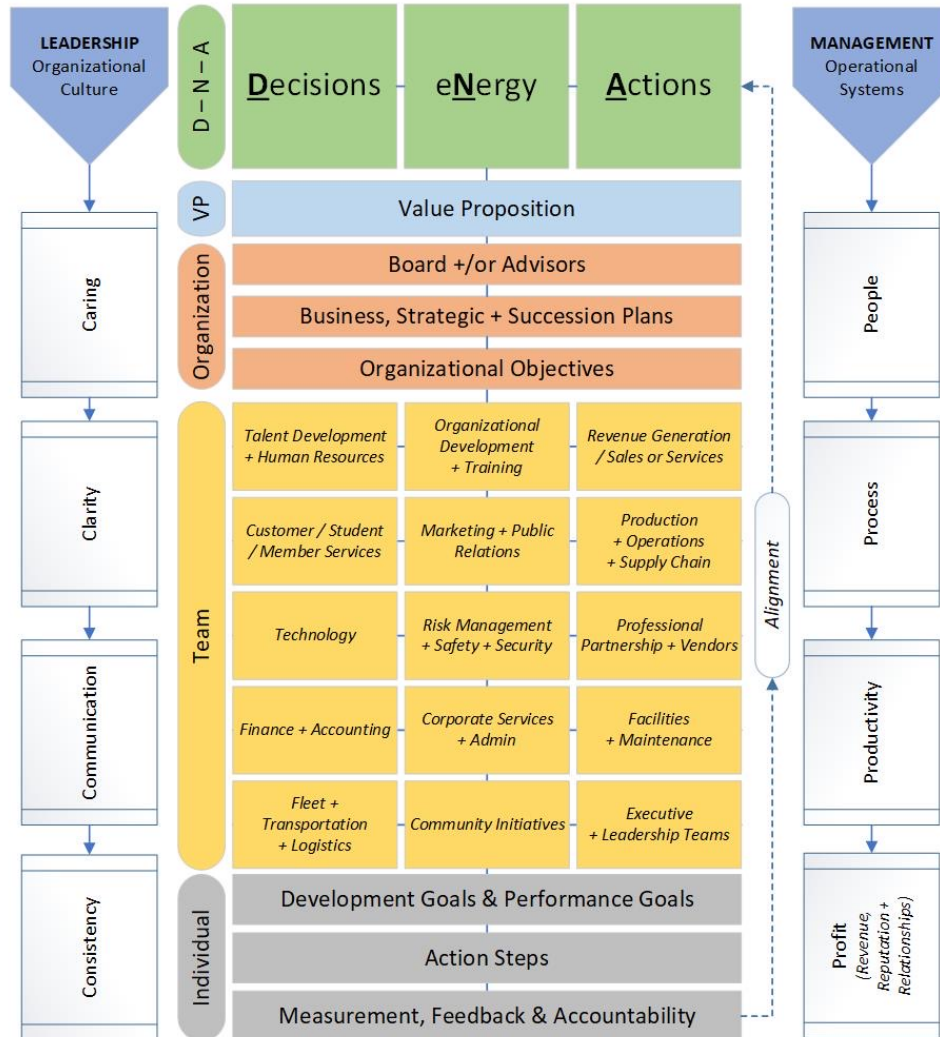 LEADERSHIP
Organizational
Culture
Caring
Clarity
Communication
Consistency
D – N – A
Decisions
eNergy
Actions
VP
Value Proposition
Organization
Board +/or Advisors
Business, Strategic + Succession Plans
Organizational Objectives
Team
Talent Development
+ Human Resources
Organizational
Development
+ Training
Revenue Generation
/ Sales or Services
Customer / Student
/ Member Services
Marketing + Public
Relations
Production
+ Operations
+ Supply Chain
Technology
Risk Management
+ Safety + Security
Professional
Partnership + Vendors
Finance + Accounting
Corporate Services
+ Admin
Facilities
+ Maintenance
Fleet +
Transportation
+ Logistics
Community Initiatives
Executive
+ Leadership Teams
Individual
Development Goals & Performance Goals
Action Steps
Measurement, Feedback & Accountability
Alignment
MANAGEMENT
Operational
Systems
People
Process
Productivity
Profit
(Revenue,
Reputation +
Relationships)